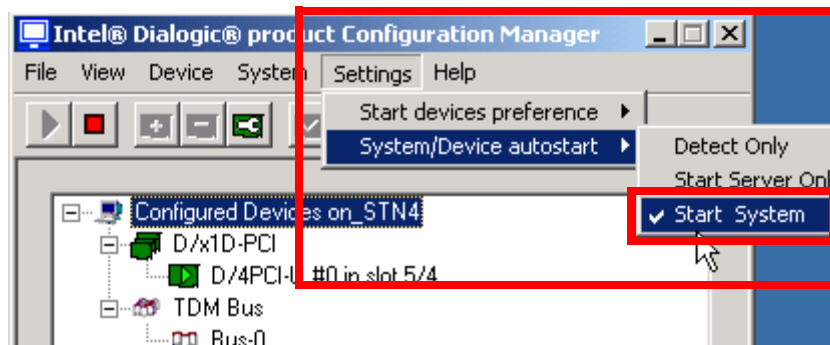 Intel® Dialogic® product Configuration Manager
File View Device System Settings Help
Start devices preference
System/Device autostart
Detect Only
Start Server Onl
Start System
Configured Devices on_STN4
D/x1D-PCI
D/4PCI-U #0 in slot 5/4
TDM Bus
Bus-0